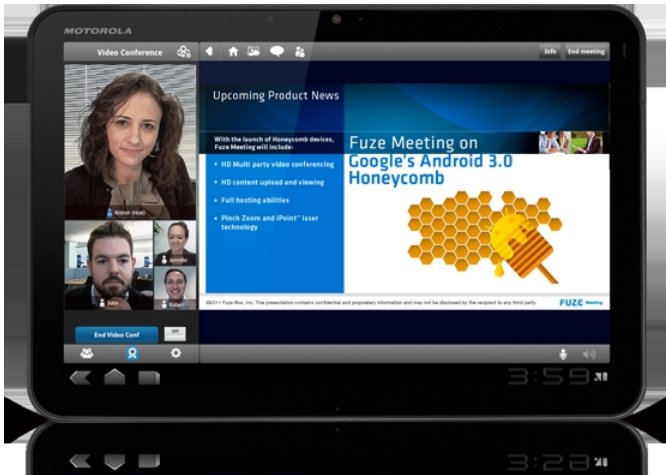 MOTOROLA
Video Conference
Info
End meeting
Upcoming Product News
With the launch of Honeycomb devices,
Fuze Meeting will include:
+ HD Multi party video conferencing
+ HD content upload and viewing
+ Full hosting abilities
+ Pinch Zoom and iPoint™ laser
technology
Fuze Meeting on
Google's Android 3.0
Honeycomb
Kristen (Host)
©2011 Fuze Box, Inc. This presentation contains confidential and proprietary information and may not be disclosed by the recipient to any third party.
FUZE Meeting
End Video Conf
Off
3:59
3:28